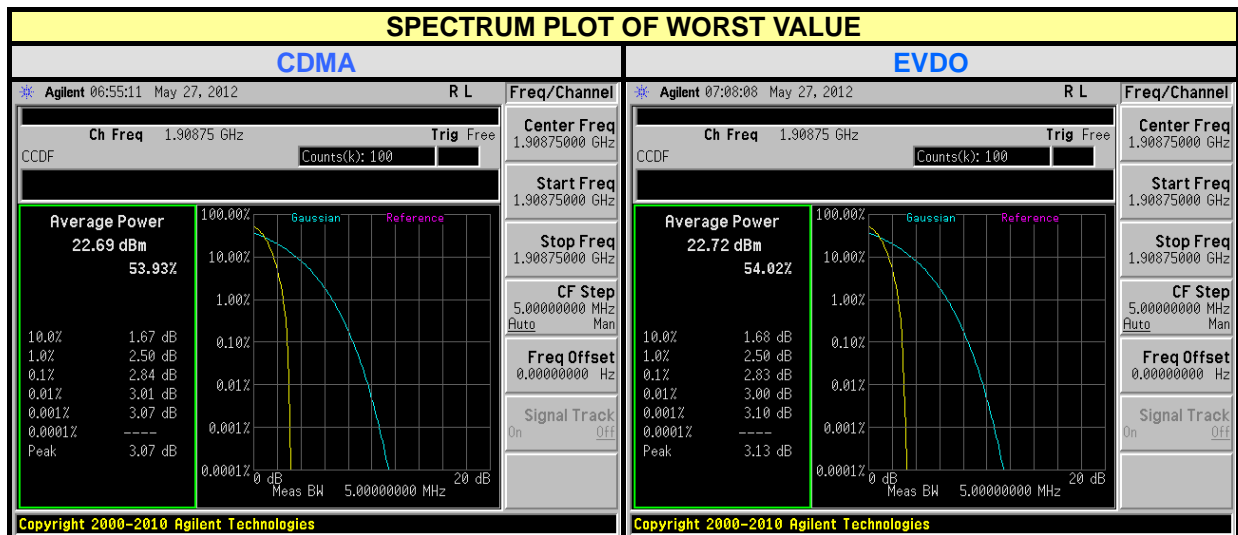 SPECTRUM PLOT OF WORST VALUE
CDMA
Agilent 06:55:11 May 27, 2012 R L
Freq/Channel
Ch Freq 1.90875 GHz Trig Free
CCDF
Counts(k): 100
Average Power
22.69 dBm
53.93%
10.0% 1.67 dB
1.0% 2.50 dB
0.1% 2.84 dB
0.01% 3.01 dB
0.001% 3.07 dB
0.0001% ----
Peak 3.07 dB
100.00%
Gaussian Reference
10.00%
1.00%
0.10%
0.01%
0.001%
0.0001%
0 dB 20 dB
Meas BW 5.00000000 MHz
Center Freq
1.90875000 GHz
Start Freq
1.90875000 GHz
Stop Freq
1.90875000 GHz
CF Step
5.00000000 MHz
Auto Man
Freq Offset
0.00000000 Hz
Signal Track
On Off
Copyright 2000-2010 Agilent Technologies
EVDO
Agilent 07:08:08 May 27, 2012 R L
Freq/Channel
Ch Freq 1.90875 GHz Trig Free
CCDF
Counts(k): 100
Average Power
22.72 dBm
54.02%
10.0% 1.68 dB
1.0% 2.50 dB
0.1% 2.83 dB
0.01% 3.00 dB
0.001% 3.10 dB
0.0001% ----
Peak 3.13 dB
100.00%
Gaussian Reference
10.00%
1.00%
0.10%
0.01%
0.001%
0.0001%
0 dB 20 dB
Meas BW 5.00000000 MHz
Center Freq
1.90875000 GHz
Start Freq
1.90875000 GHz
Stop Freq
1.90875000 GHz
CF Step
5.00000000 MHz
Auto Man
Freq Offset
0.00000000 Hz
Signal Track
On Off
Copyright 2000-2010 Agilent Technologies